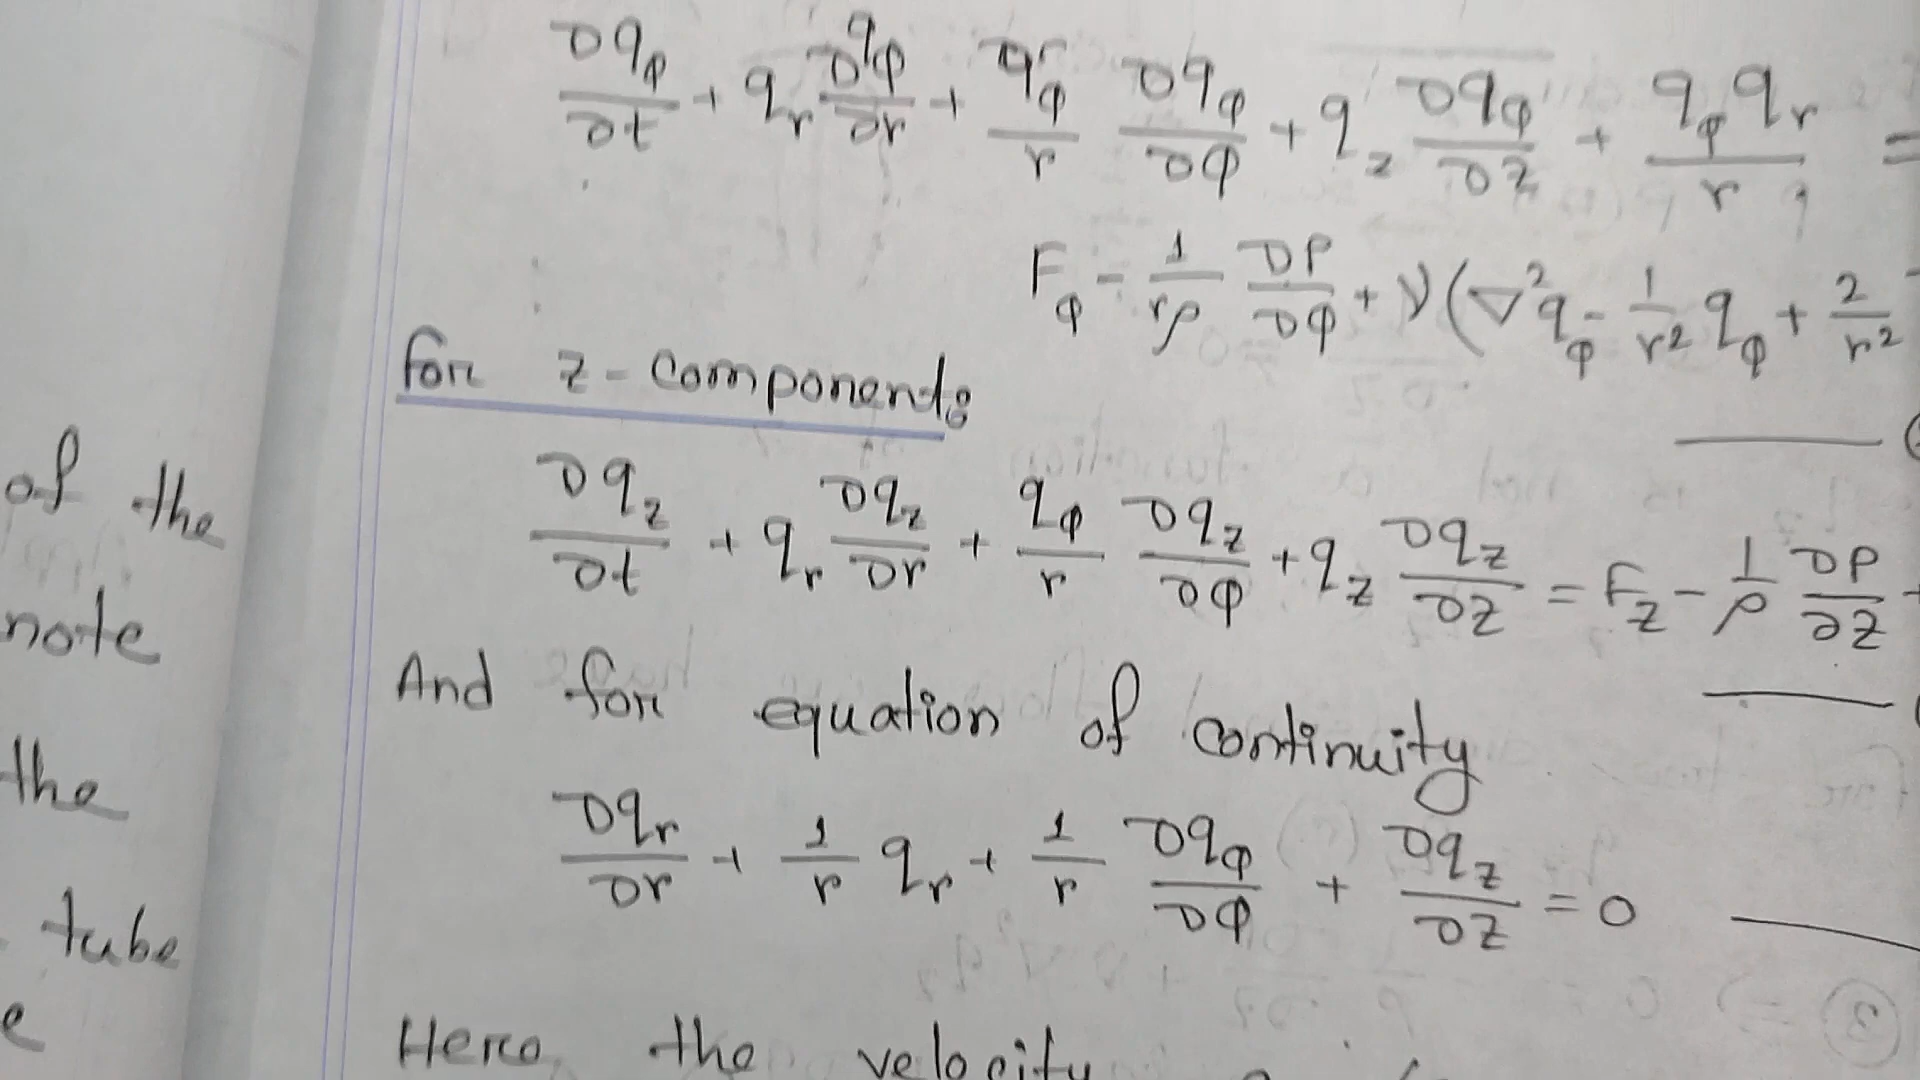 ∂q_φ/∂t + q_r ∂q_φ/∂r + q_φ/r ∂q_φ/∂φ + q_z ∂q_φ/∂z + q_φ q_r/r =
F_φ - 1/(rρ) ∂P/∂φ + ν(∇²q_φ - 1/r² q_φ + 2/r²
for z-component:
∂q_z/∂t + q_r ∂q_z/∂r + q_φ/r ∂q_z/∂φ + q_z ∂q_z/∂z = F_z - 1/ρ ∂P/∂z +
And for equation of continuity
∂q_r/∂r + 1/r q_r + 1/r ∂q_φ/∂φ + ∂q_z/∂z = 0
Here, the velocity
of the
note
the
tube
e